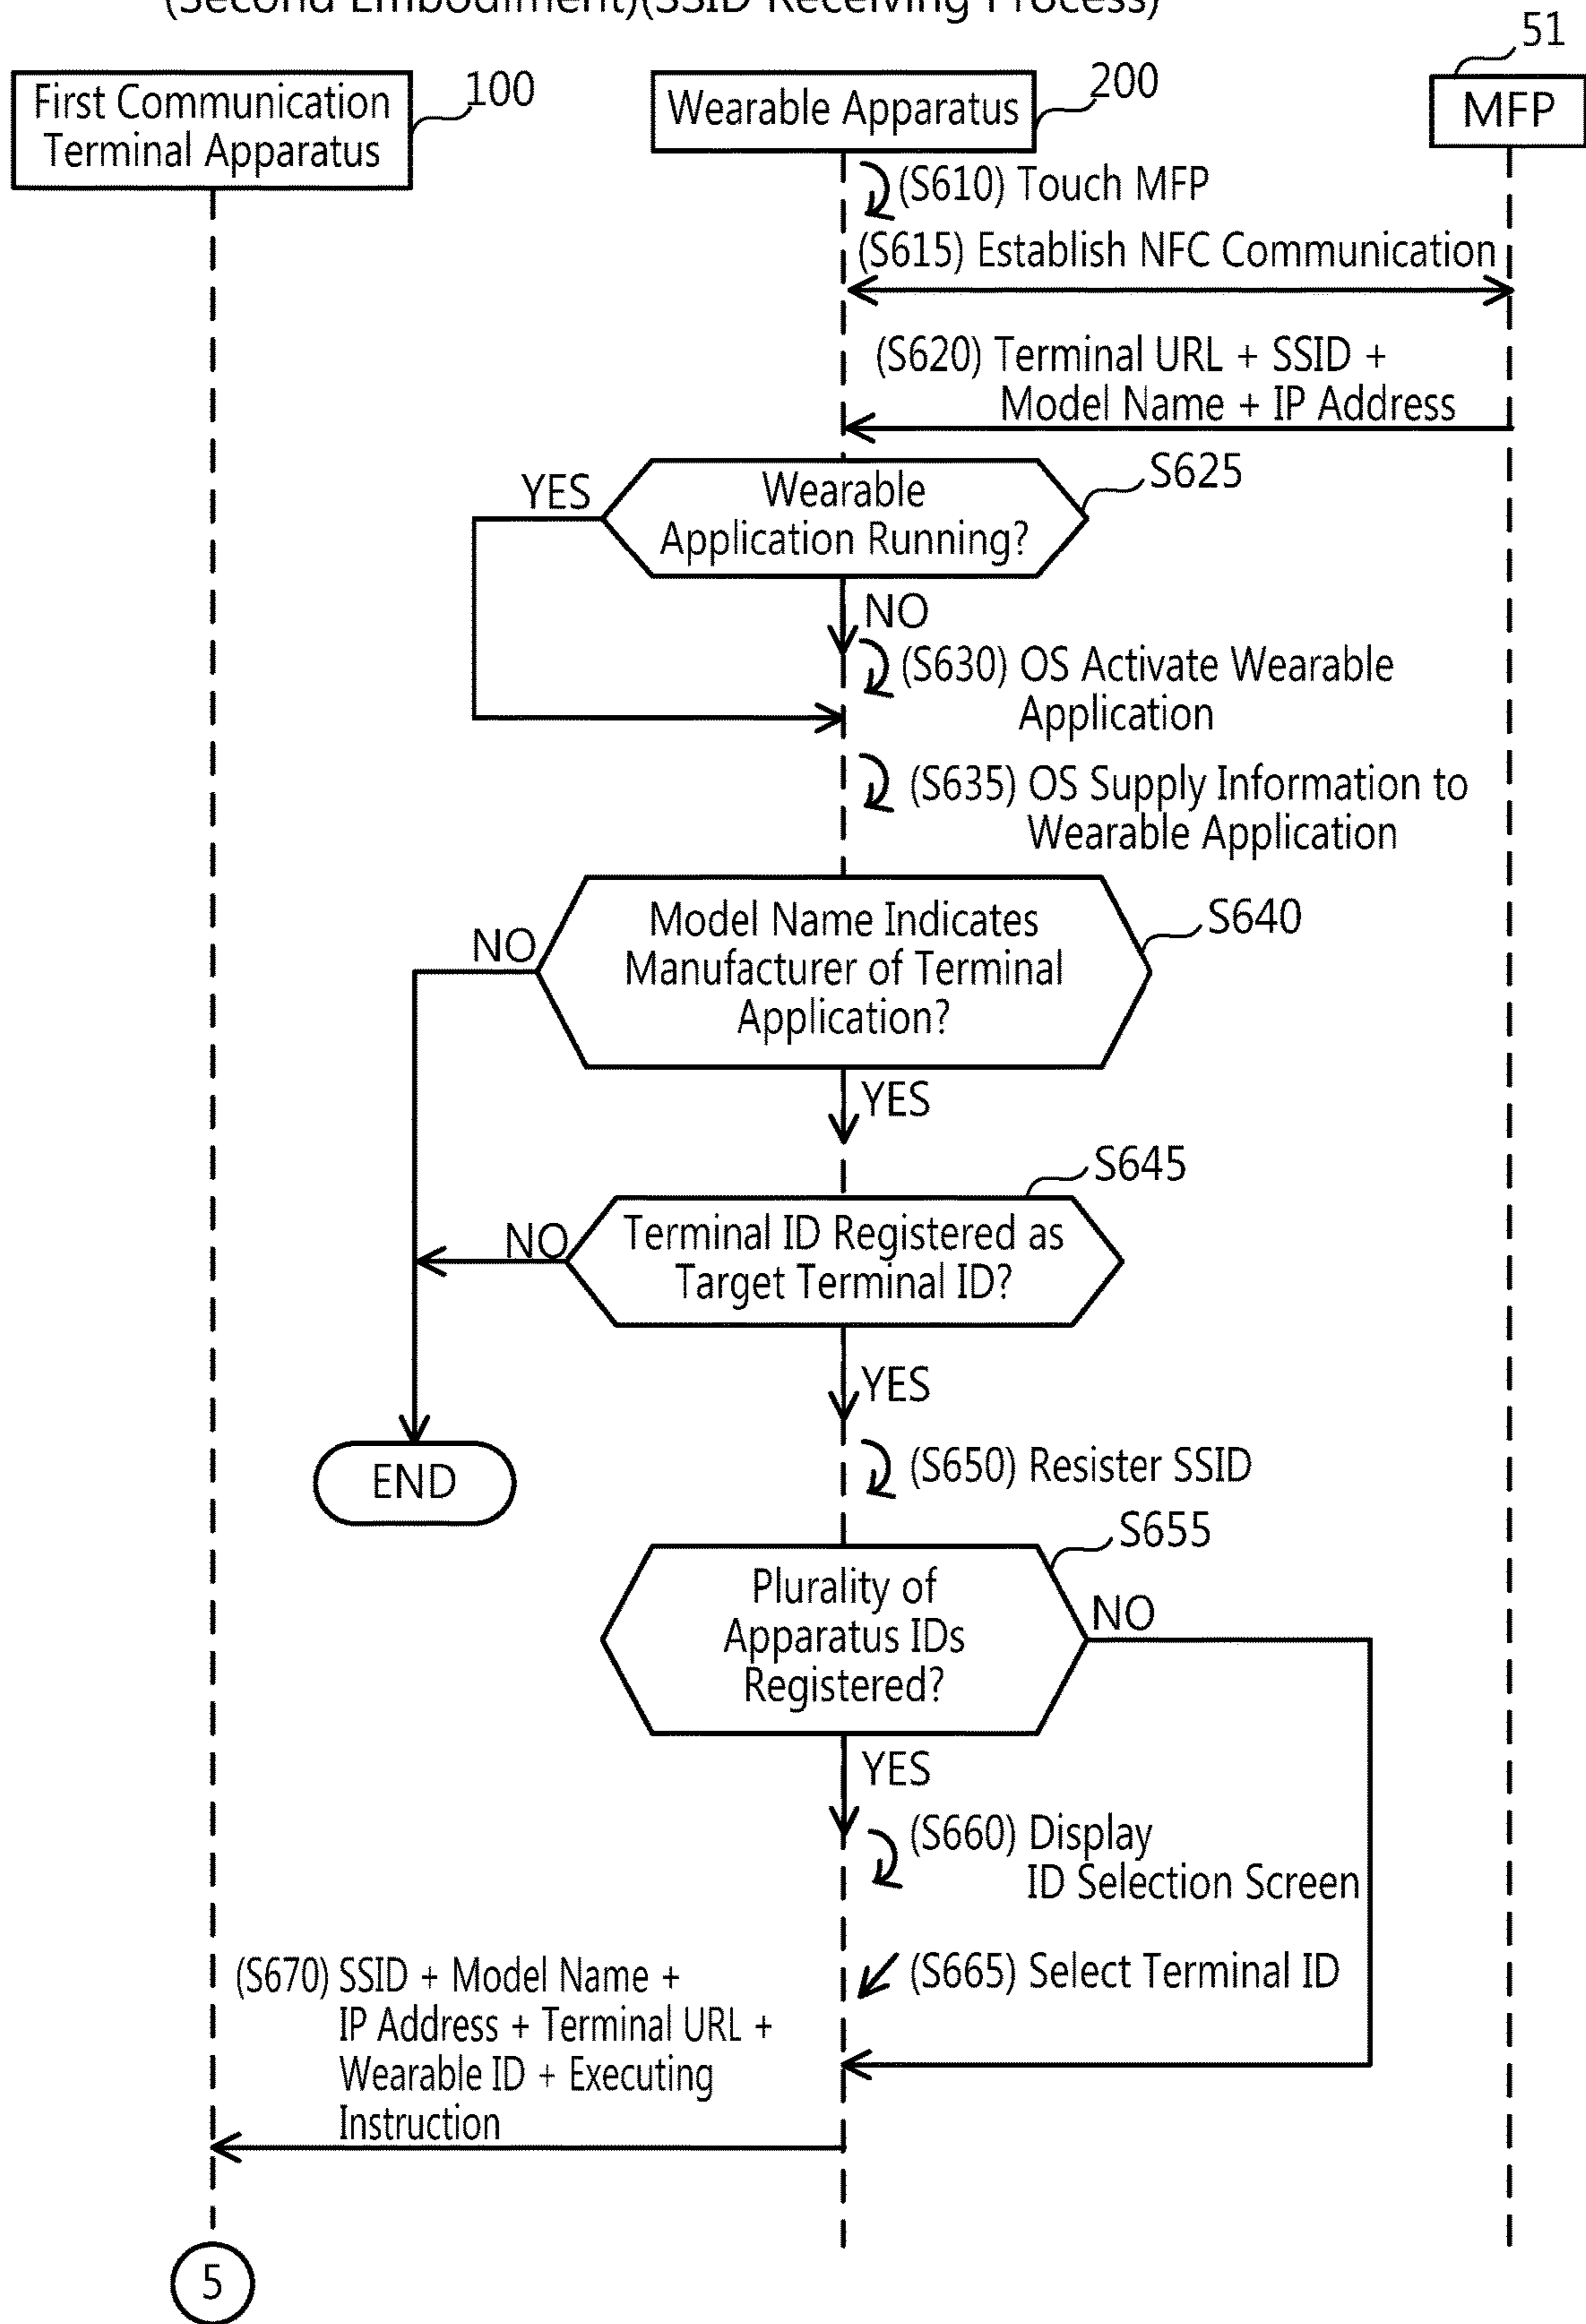 (Second Embodiment)(SSID Receiving Process)
51
First Communication
Terminal Apparatus
100
Wearable Apparatus
200
MFP
(S610) Touch MFP
(S615) Establish NFC Communication
(S620) Terminal URL + SSID +
Model Name + IP Address
S625
YES
Wearable
Application Running?
NO
(S630) OS Activate Wearable
Application
(S635) OS Supply Information to
Wearable Application
S640
NO
Model Name Indicates
Manufacturer of Terminal
Application?
YES
S645
NO
Terminal ID Registered as
Target Terminal ID?
YES
(S650) Resister SSID
END
S655
Plurality of
Apparatus IDs
Registered?
NO
YES
(S660) Display
ID Selection Screen
(S665) Select Terminal ID
(S670) SSID + Model Name +
IP Address + Terminal URL +
Wearable ID + Executing
Instruction
5